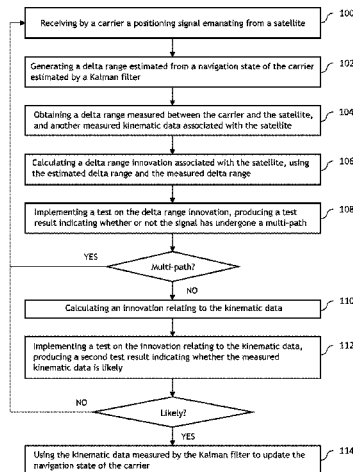 Receiving by a carrier a positioning signal emanating from a satellite
100
Generating a delta range estimated from a navigation state of the carrier
estimated by a Kalman filter
102
Obtaining a delta range measured between the carrier and the satellite,
and another measured kinematic data associated with the satellite
104
Calculating a delta range innovation associated with the satellite, using
the estimated delta range and the measured delta range
106
Implementing a test on the delta range innovation, producing a test
result indicating whether or not the signal has undergone a multi-path
108
YES
Multi-path?
NO
Calculating an innovation relating to the kinematic data
110
Implementing a test on the innovation relating to the kinematic data,
producing a second test result indicating whether the measured
kinematic data is likely
112
NO
Likely?
YES
Using the kinematic data measured by the Kalman filter to update the
navigation state of the carrier
114